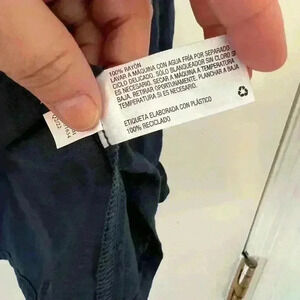 100% RAYÓN
LAVAR A MÁQUINA CON AGUA FRÍA POR SEPARADO
CICLO DELICADO. SÓLO BLANQUEADOR SIN CLORO SI
ES NECESARIO. SECAR A MÁQUINA A TEMPERATURA
BAJA. RETIRAR OPORTUNAMENTE. PLANCHAR A BAJA
TEMPERATURA SI ES NECESARIO.
ETIQUETA ELABORADA CON PLÁSTICO
100% RECICLADO